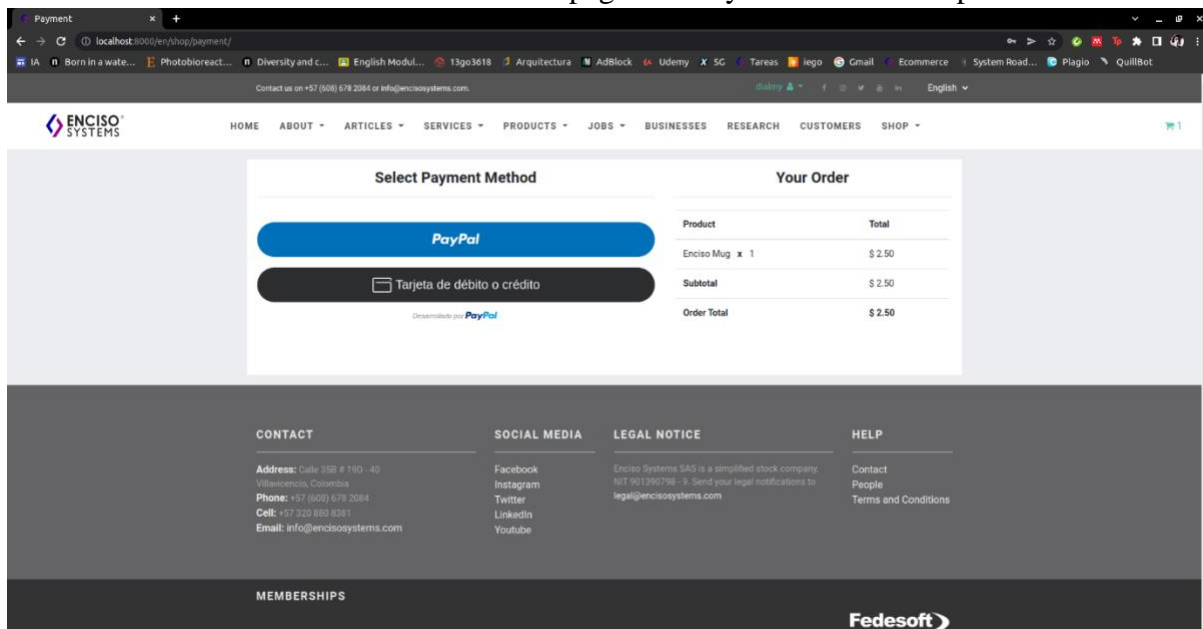 Payment
localhost:8000/en/shop/payment/
IA Born in a wate... Photobioreact... Diversity and c... English Modul... 13go3618 Arquitectura AdBlock Udemy SG Tareas iego Gmail Ecommerce System Road... Plagio QuillBot
Contact us on +57 (608) 678 2084 or info@encisosystems.com. dialmy English
ENCISO
SYSTEMS
HOME ABOUT ARTICLES SERVICES PRODUCTS JOBS BUSINESSES RESEARCH CUSTOMERS SHOP 1
Select Payment Method
PayPal
Tarjeta de débito o crédito
Desarrollado por PayPal
Your Order
Product Total
Enciso Mug x 1 $ 2.50
Subtotal $ 2.50
Order Total $ 2.50
CONTACT
Address: Calle 35B # 19D - 40
Villavicencio, Colombia
Phone: +57 (608) 678 2084
Cell: +57 320 880 8381
Email: info@encisosystems.com
SOCIAL MEDIA
Facebook
Instagram
Twitter
LinkedIn
Youtube
LEGAL NOTICE
Enciso Systems SAS is a simplified stock company.
NIT 901390798 - 9. Send your legal notifications to
legal@encisosystems.com
HELP
Contact
People
Terms and Conditions
MEMBERSHIPS
Fedesoft